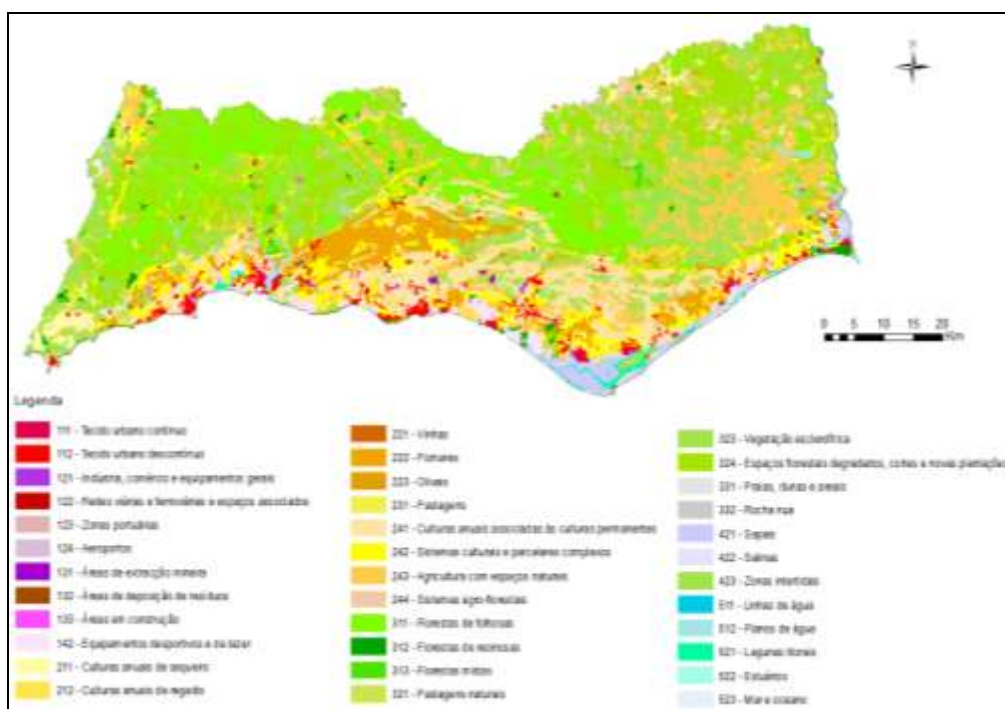 N
0 5 10 15 20
Km
Legenda
111 - Tecido urbano contínuo
112 - Tecido urbano descontínuo
121 - Indústria, comércio e equipamentos gerais
122 - Redes viárias e ferroviárias e espaços associados
123 - Zonas portuárias
124 - Aeroportos
131 - Áreas de extracção mineira
132 - Áreas de deposição de resíduos
133 - Áreas em construção
142 - Equipamentos desportivos e de lazer
211 - Culturas anuais de sequeiro
212 - Culturas anuais de regadio
221 - Vinhas
222 - Pomares
223 - Olivais
231 - Pastagens
241 - Culturas anuais associadas às culturas permanentes
242 - Sistemas culturais e parcelares complexos
243 - Agricultura com espaços naturais
244 - Sistemas agro-florestais
311 - Florestas de folhosas
312 - Florestas de resinosas
313 - Florestas mistas
321 - Pastagens naturais
323 - Vegetação esclerofítica
324 - Espaços florestais degradados, cortes e novas plantações
331 - Praias, dunas e areais
332 - Rocha nua
421 - Sapais
422 - Salinas
423 - Zonas intertidais
511 - Linhas de água
512 - Planos de água
521 - Lagunas litorais
522 - Estuários
523 - Mar e oceano